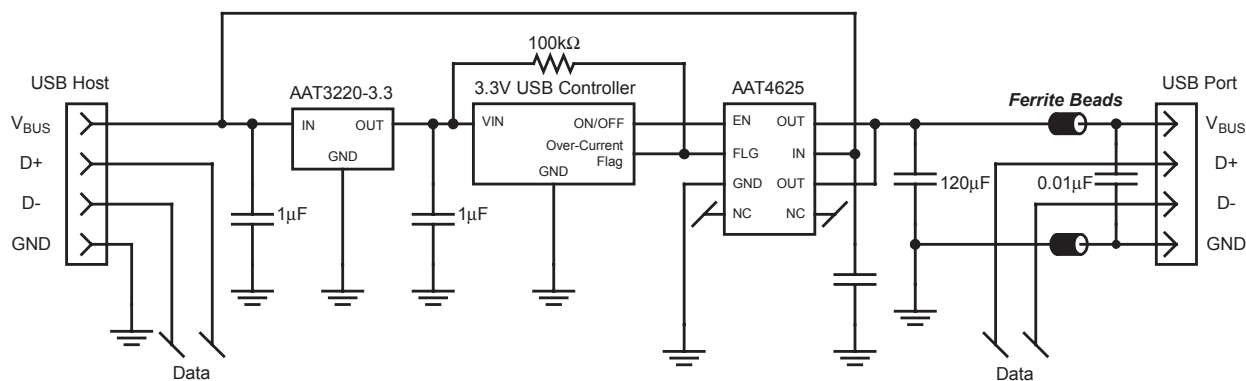 100kΩ
USB Host
AAT3220-3.3
3.3V USB Controller
AAT4625
Ferrite Beads
USB Port
VBUS
D+
D-
GND
IN
OUT
GND
1μF
1μF
VIN
ON/OFF
Over-Current
Flag
GND
EN
FLG
GND
NC
OUT
IN
OUT
NC
120μF
0.01μF
VBUS
D+
D-
GND
Data
Data